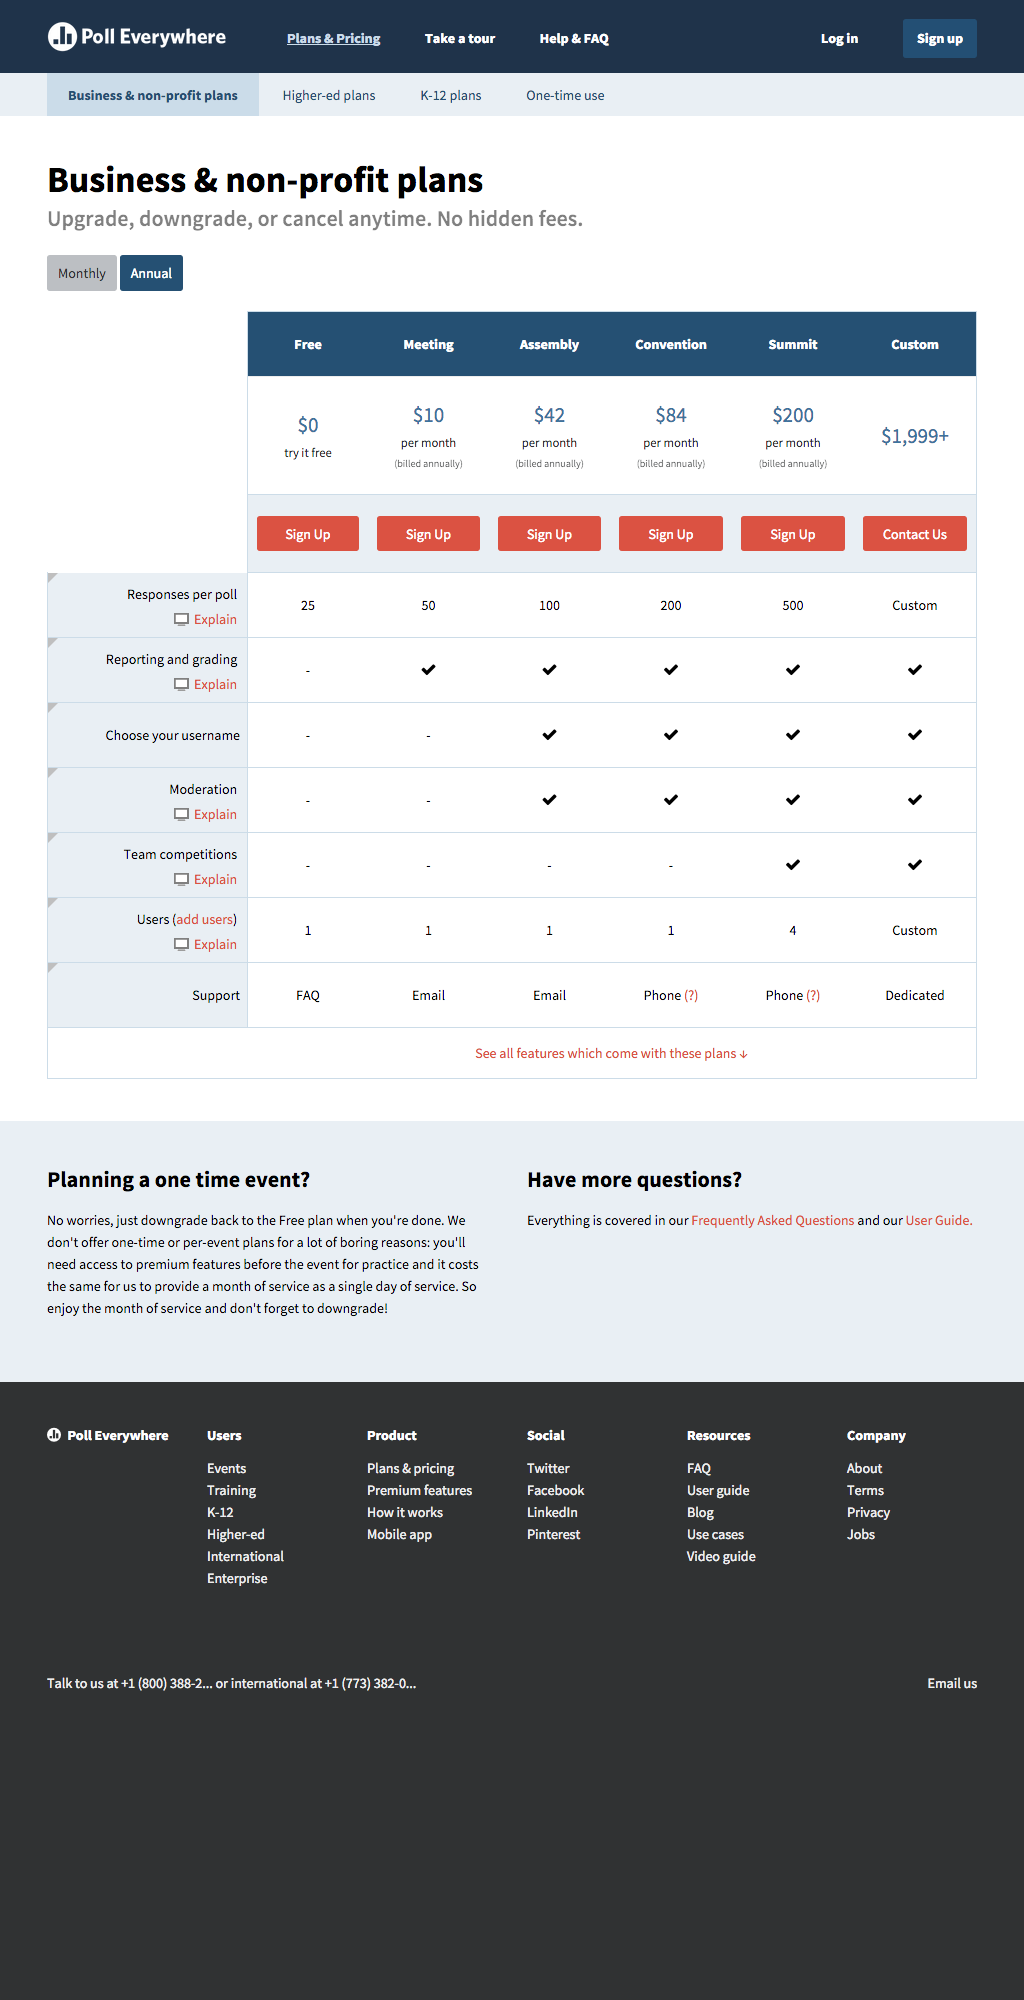 Poll Everywhere
Plans & Pricing
Take a tour
Help & FAQ
Log in
Sign up
Business & non-profit plans
Higher-ed plans
K-12 plans
One-time use
Business & non-profit plans
Upgrade, downgrade, or cancel anytime. No hidden fees.
Monthly
Annual
Free Meeting Assembly Convention Summit Custom
$0 $10 $42 $84 $200 $1,999+
try it free per month per month per month per month
(billed annually) (billed annually) (billed annually) (billed annually)
Sign Up Sign Up Sign Up Sign Up Sign Up Contact Us
Responses per poll
Explain
25 50 100 200 500 Custom
Reporting and grading
Explain
- ✔ ✔ ✔ ✔ ✔
Choose your username
- - ✔ ✔ ✔ ✔
Moderation
Explain
- - ✔ ✔ ✔ ✔
Team competitions
Explain
- - - - ✔ ✔
Users (add users)
Explain
1 1 1 1 4 Custom
Support FAQ Email Email Phone (?) Phone (?) Dedicated
See all features which come with these plans ↓
Planning a one time event?
No worries, just downgrade back to the Free plan when you're done. We
don't offer one-time or per-event plans for a lot of boring reasons: you'll
need access to premium features before the event for practice and it costs
the same for us to provide a month of service as a single day of service. So
enjoy the month of service and don't forget to downgrade!
Have more questions?
Everything is covered in our Frequently Asked Questions and our User Guide.
Poll Everywhere
Users
Events
Training
K-12
Higher-ed
International
Enterprise
Product
Plans & pricing
Premium features
How it works
Mobile app
Social
Twitter
Facebook
LinkedIn
Pinterest
Resources
FAQ
User guide
Blog
Use cases
Video guide
Company
About
Terms
Privacy
Jobs
Talk to us at +1 (800) 388-2... or international at +1 (773) 382-0...
Email us